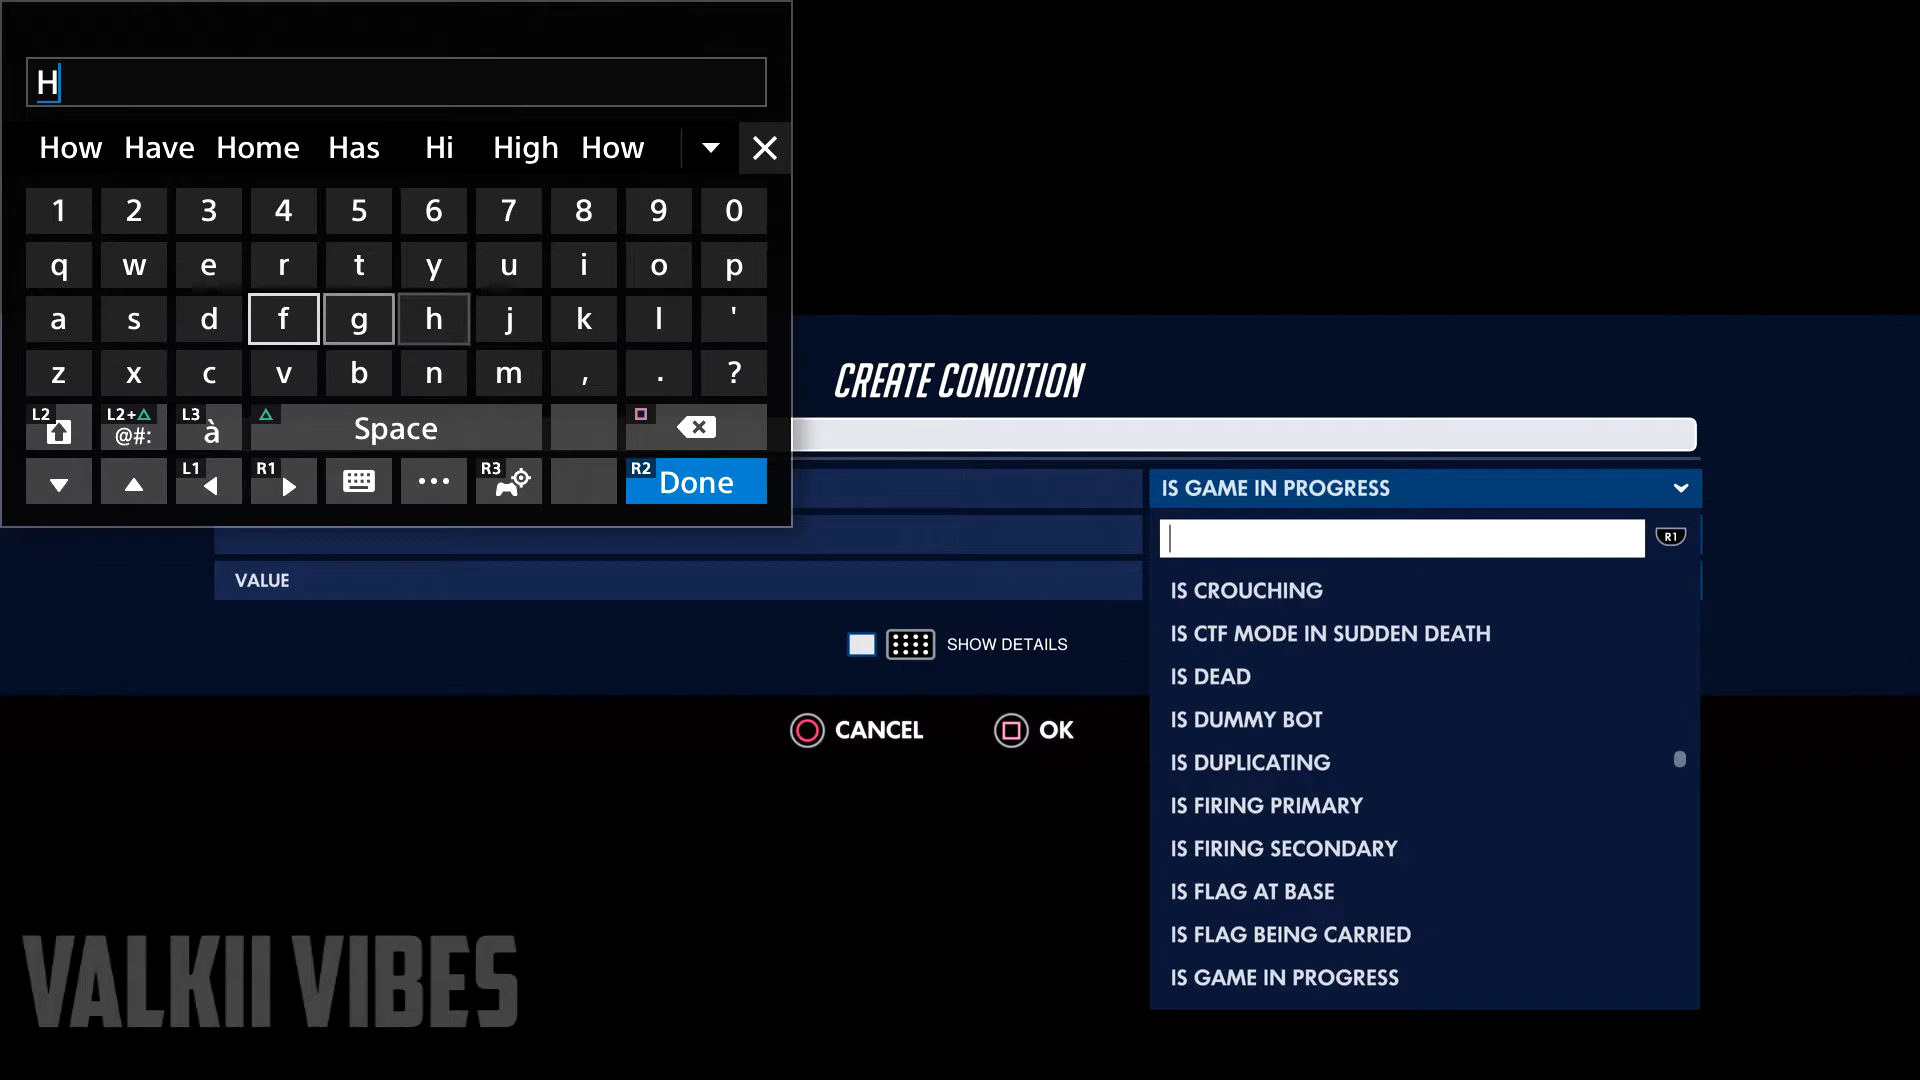 H
How Have Home Has Hi High How
1 2 3 4 5 6 7 8 9 0
q w e r t y u i o p
a s d f g h j k l '
z x c v b n m , . ?
L2 L2+△ @#: L3 à △ Space □
L1 R1 ... R3 R2 Done
CREATE CONDITION
IS GAME IN PROGRESS
R1
IS CROUCHING
VALUE
IS CTF MODE IN SUDDEN DEATH
SHOW DETAILS
IS DEAD
CANCEL OK
IS DUMMY BOT
IS DUPLICATING
IS FIRING PRIMARY
IS FIRING SECONDARY
IS FLAG AT BASE
IS FLAG BEING CARRIED
IS GAME IN PROGRESS
VALKII VIBES